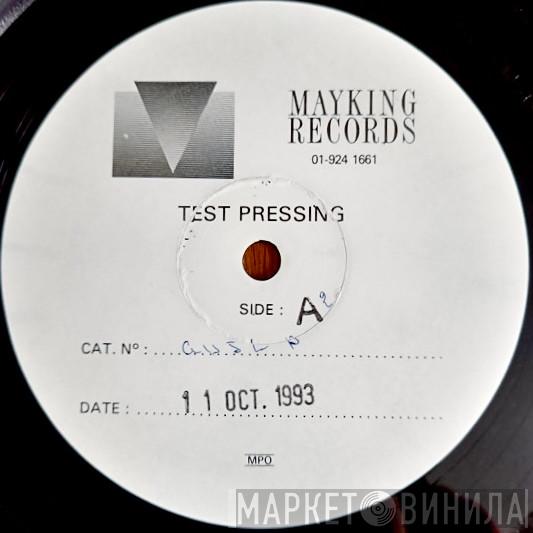 MAYKING
RECORDS
01-924 1661
TEST PRESSING
SIDE : A
CAT. Nº :
DATE : 11 OCT. 1993
MPO
МАРКЕТ ВИНИЛА